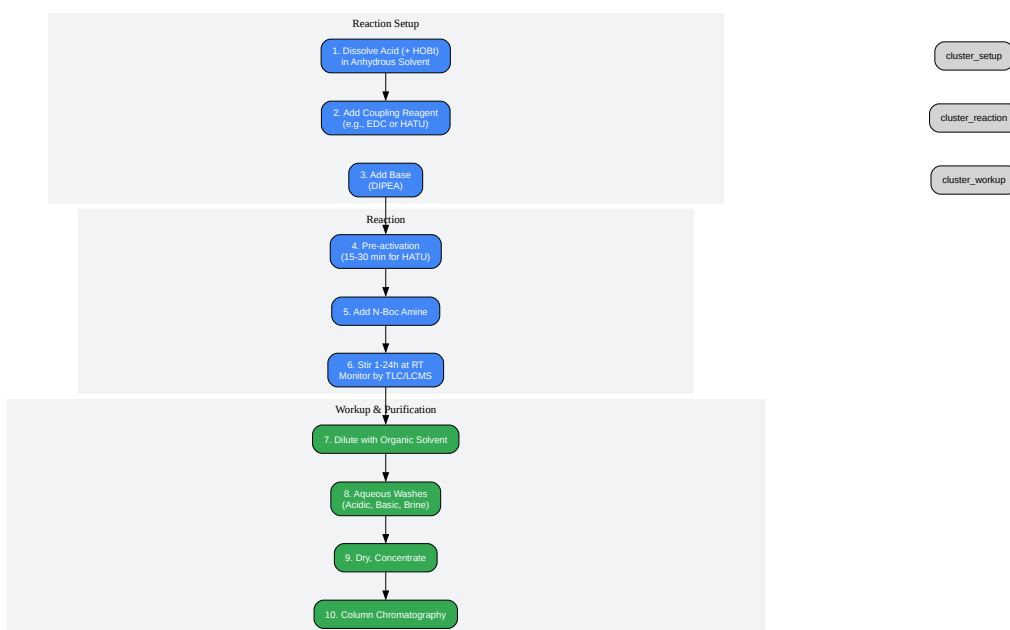 Reaction Setup
1. Dissolve Acid (+ HOBt)
in Anhydrous Solvent
2. Add Coupling Reagent
(e.g., EDC or HATU)
3. Add Base
(DIPEA)
Reaction
4. Pre-activation
(15-30 min for HATU)
5. Add N-Boc Amine
6. Stir 1-24h at RT
Monitor by TLC/LCMS
Workup & Purification
7. Dilute with Organic Solvent
8. Aqueous Washes
(Acidic, Basic, Brine)
9. Dry, Concentrate
10. Column Chromatography
cluster_setup
cluster_reaction
cluster_workup